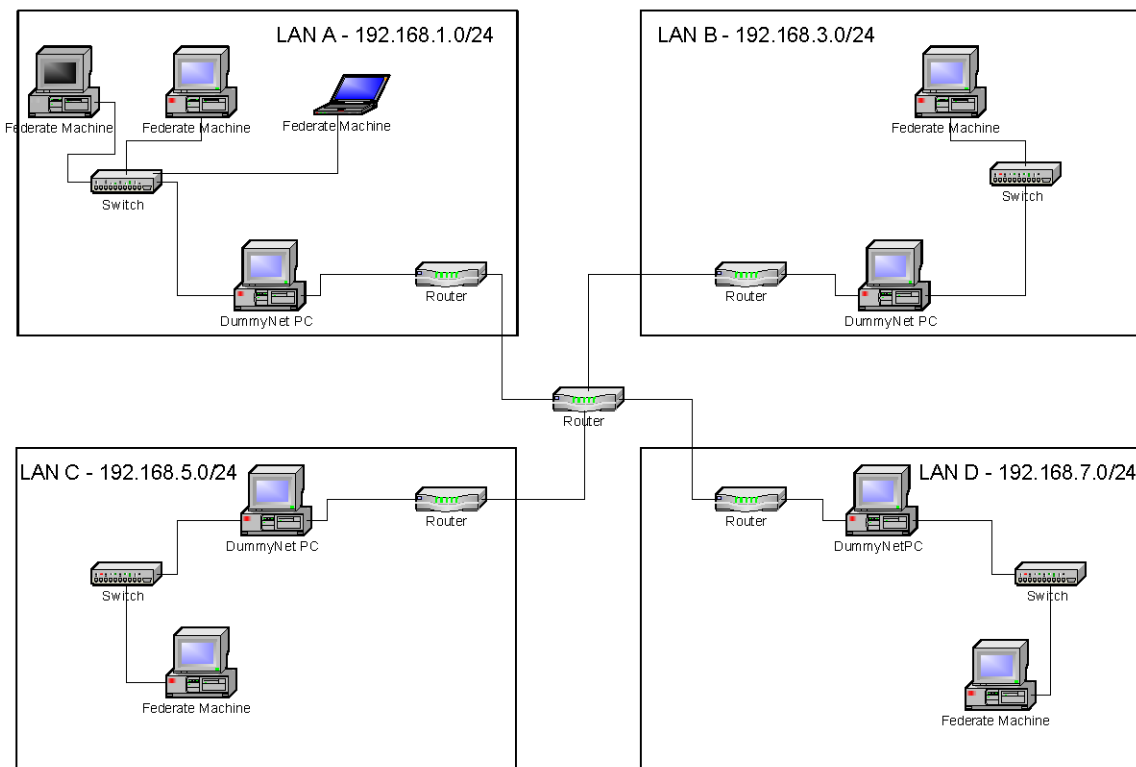 LAN A - 192.168.1.0/24
Federate Machine
Federate Machine
Federate Machine
Switch
DummyNet PC
Router
LAN B - 192.168.3.0/24
Federate Machine
Switch
Router
DummyNet PC
Router
LAN C - 192.168.5.0/24
DummyNet PC
Router
Switch
Federate Machine
LAN D - 192.168.7.0/24
Router
DummyNetPC
Switch
Federate Machine